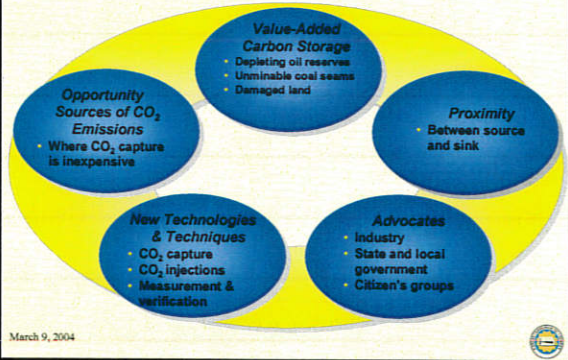 Value-Added
Carbon Storage
• Depleting oil reserves
• Unminable coal seams
• Damaged land
Opportunity
Sources of CO₂
Emissions
• Where CO₂ capture
is inexpensive
Proximity
• Between source
and sink
New Technologies
& Techniques
• CO₂ capture
• CO₂ injections
• Measurement &
verification
Advocates
• Industry
• State and local
government
• Citizen's groups
March 9, 2004